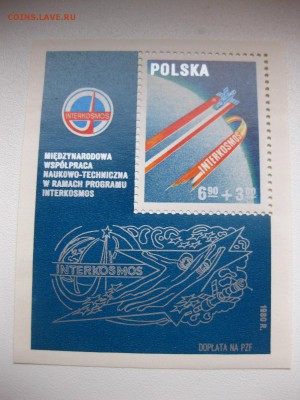 COINS.LAVE.RU
POLSKA
INTERKOSMOS
INTERKOSMOS
6.90 + 3.00
MIĘDZYNARODOWA
WSPÓŁPRACA
NAUKOWO-TECHNICZNA
W RAMACH PROGRAMU
INTERKOSMOS
INTERKOSMOS
1980 R.
DOPŁATA NA PZF